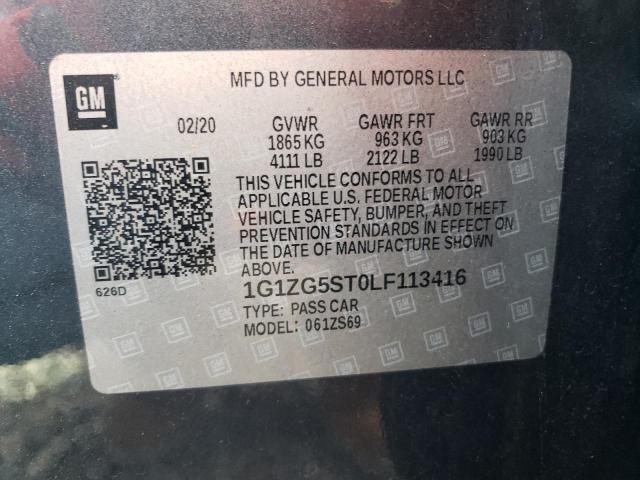 GM
MFD BY GENERAL MOTORS LLC
02/20 GVWR GAWR FRT GAWR RR
1865 KG 963 KG 903 KG
4111 LB 2122 LB 1990 LB
THIS VEHICLE CONFORMS TO ALL
APPLICABLE U.S. FEDERAL MOTOR
VEHICLE SAFETY, BUMPER, AND THEFT
PREVENTION STANDARDS IN EFFECT ON
THE DATE OF MANUFACTURE SHOWN
ABOVE.
626D
1G1ZG5ST0LF113416
TYPE: PASS CAR
MODEL: 061ZS69